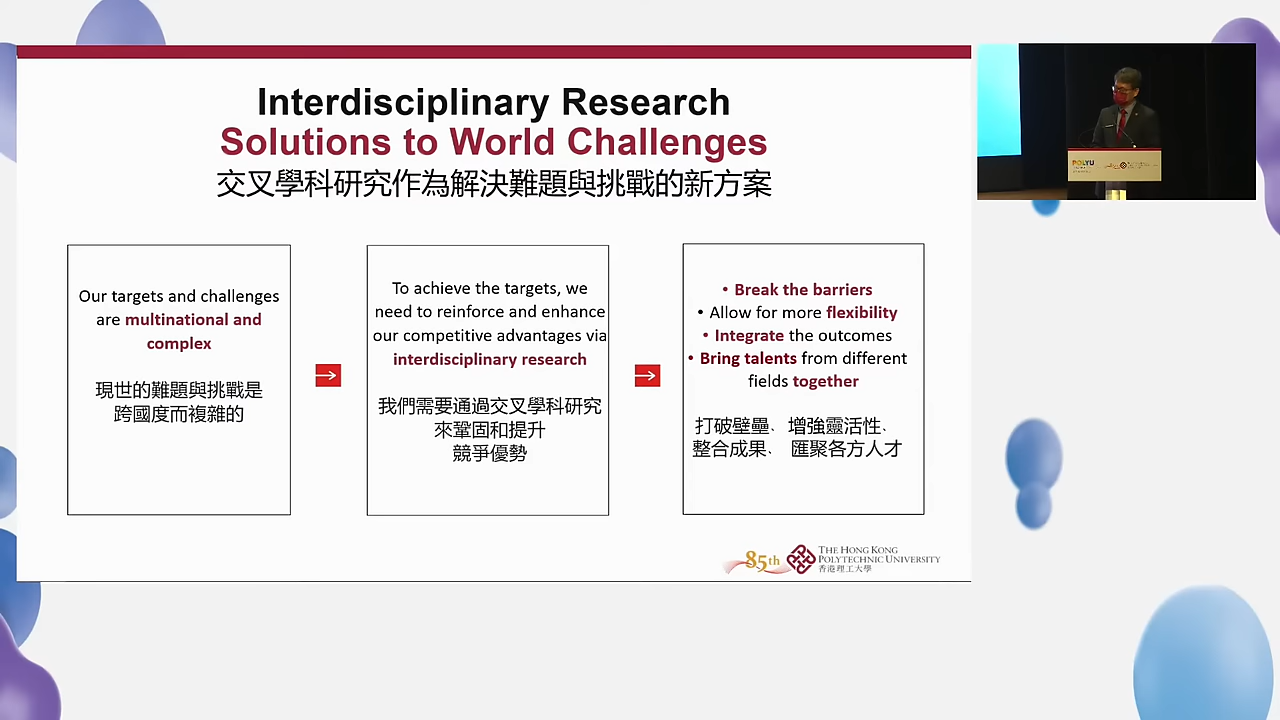 Interdisciplinary Research
Solutions to World Challenges
交叉學科研究作為解決難題與挑戰的新方案
Our targets and challenges
are multinational and
complex
現世的難題與挑戰是
跨國度而複雜的
To achieve the targets, we
need to reinforce and enhance
our competitive advantages via
interdisciplinary research
我們需要通過交叉學科研究
來鞏固和提升
競爭優勢
• Break the barriers
• Allow for more flexibility
• Integrate the outcomes
• Bring talents from different
fields together
打破壁壘、增強靈活性、
整合成果、 匯聚各方人才
85th
THE HONG KONG
POLYTECHNIC UNIVERSITY
香港理工大學
POLYU